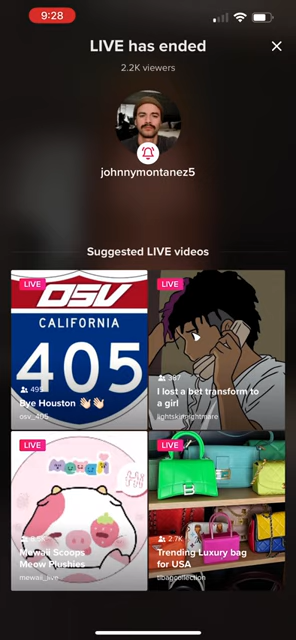 9:28
LIVE has ended
2.2K viewers
johnnymontanez5
Suggested LIVE videos
LIVE
OSV
CALIFORNIA
405
495
Bye Houston 👋🏻👋🏻
osv_405
LIVE
387
I lost a bet transform to
a girl
lightskinnightmare
LIVE
Mewaii Scoops
Meow Plushies
mewaii_live
LIVE
2.7K
Trending Luxury bag
for USA
tibancollection